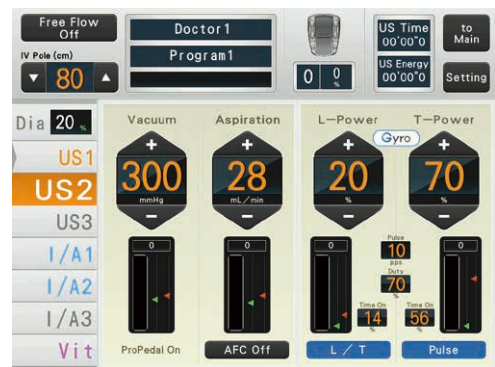 Free Flow
Off
IV Pole (cm)
80
Doctor1
Program1
0
0
%
US Time
00'00"0
US Energy
00'00"0
to
Main
Setting
Dia 20 %
US1
US2
US3
I/A1
I/A2
I/A3
Vit
Vacuum
+
300
mmHg
−
0
ProPedal On
Aspiration
+
28
mL/min
−
0
AFC Off
L-Power
Gyro
T-Power
+
20
%
−
+
70
%
−
0
Pulse
10
pps
Duty
70
%
0
Time On
14
%
Time On
56
%
L / T
Pulse